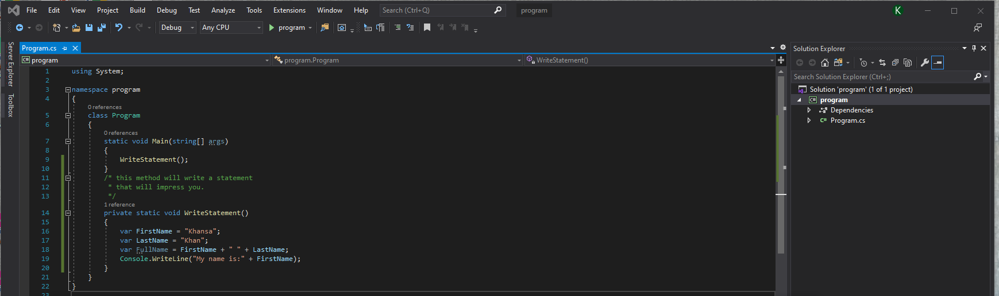 File Edit View Project Build Debug Test Analyze Tools Extensions Window Help Search (Ctrl+Q) program K
Debug Any CPU program
Server Explorer
Toolbox
Program.cs
C# program program.Program WriteStatement()
1 using System;
2
3 namespace program
4 {
0 references
5 class Program
6 {
0 references
7 static void Main(string[] args)
8 {
9 WriteStatement();
10 }
11 /* this method will write a statement
12 * that will impress you.
13 */
1 reference
14 private static void WriteStatement()
15 {
16 var FirstName = "Khansa";
17 var LastName = "Khan";
18 var FullName = FirstName + " " + LastName;
19 Console.WriteLine("My name is:" + FirstName);
20 }
21 }
22 }
23
Solution Explorer
Search Solution Explorer (Ctrl+;)
Solution 'program' (1 of 1 project)
C# program
Dependencies
C# Program.cs